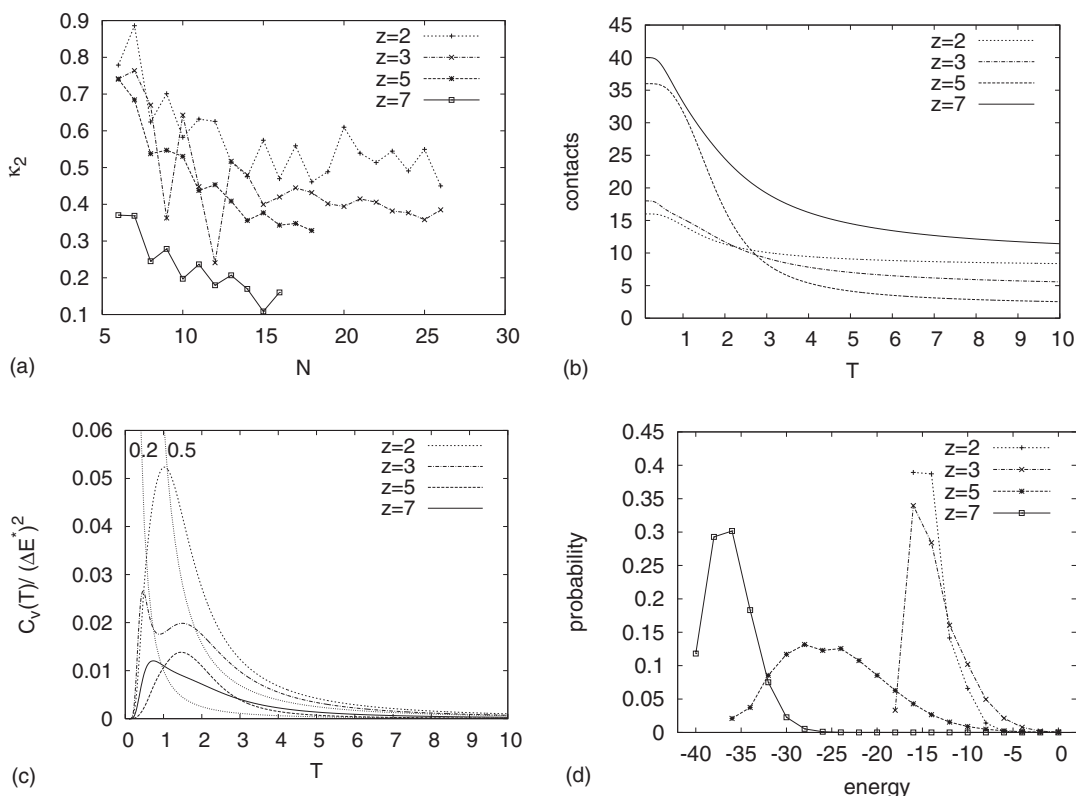 0.9
0.8
0.7
0.6
0.5
0.4
0.3
0.2
0.1
κ₂
z=2
z=3
z=5
z=7
5 10 15 20 25 30
N
(a)
45
40
35
30
25
20
15
10
5
0
contacts
z=2
z=3
z=5
z=7
1 2 3 4 5 6 7 8 9 10
T
(b)
0.06
0.05
0.04
0.03
0.02
0.01
0
C_v(T)/ (ΔE^*)^2
0.2 0.5
z=2
z=3
z=5
z=7
0 1 2 3 4 5 6 7 8 9 10
T
(c)
0.45
0.4
0.35
0.3
0.25
0.2
0.15
0.1
0.05
0
probability
z=2
z=3
z=5
z=7
-40 -35 -30 -25 -20 -15 -10 -5 0
energy
(d)